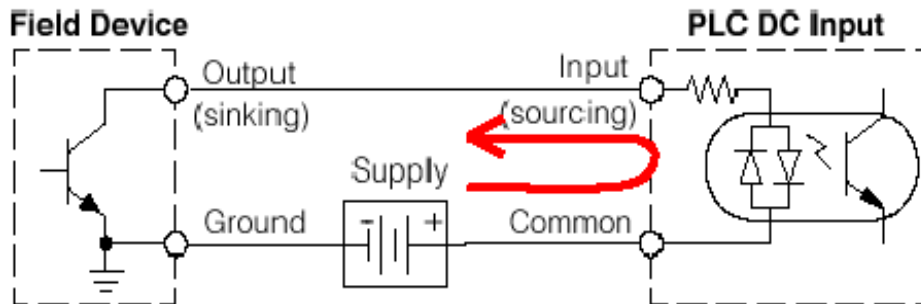 Field Device PLC DC Input
Output Input
(sinking) (sourcing)
Supply
Ground - + Common